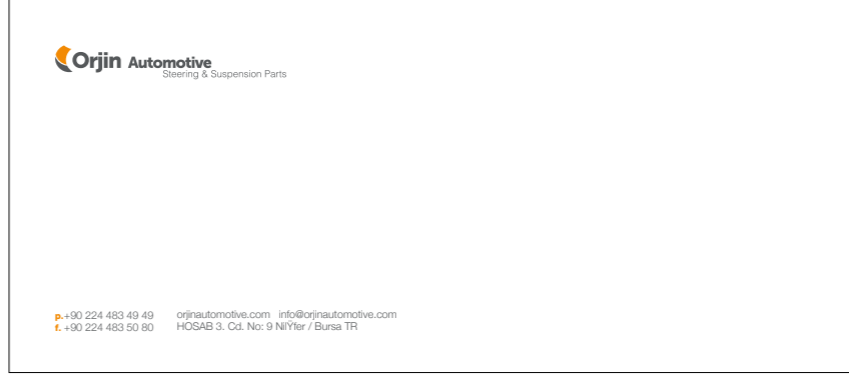 Orjin Automotive
Steering & Suspension Parts
p.+90 224 483 49 49 orjinautomotive.com info@orjinautomotive.com
f. +90 224 483 50 80 HOSAB 3. Cd. No: 9 NilŸfer / Bursa TR